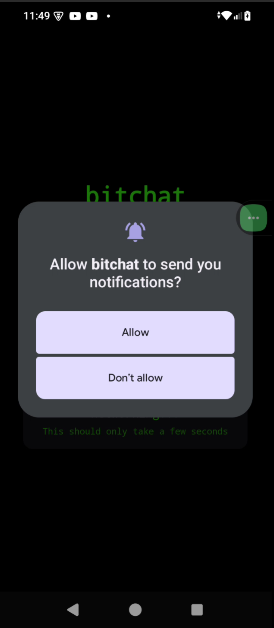 11:49
bitchat
Allow bitchat to send you
notifications?
Allow
Don't allow
This should only take a few seconds